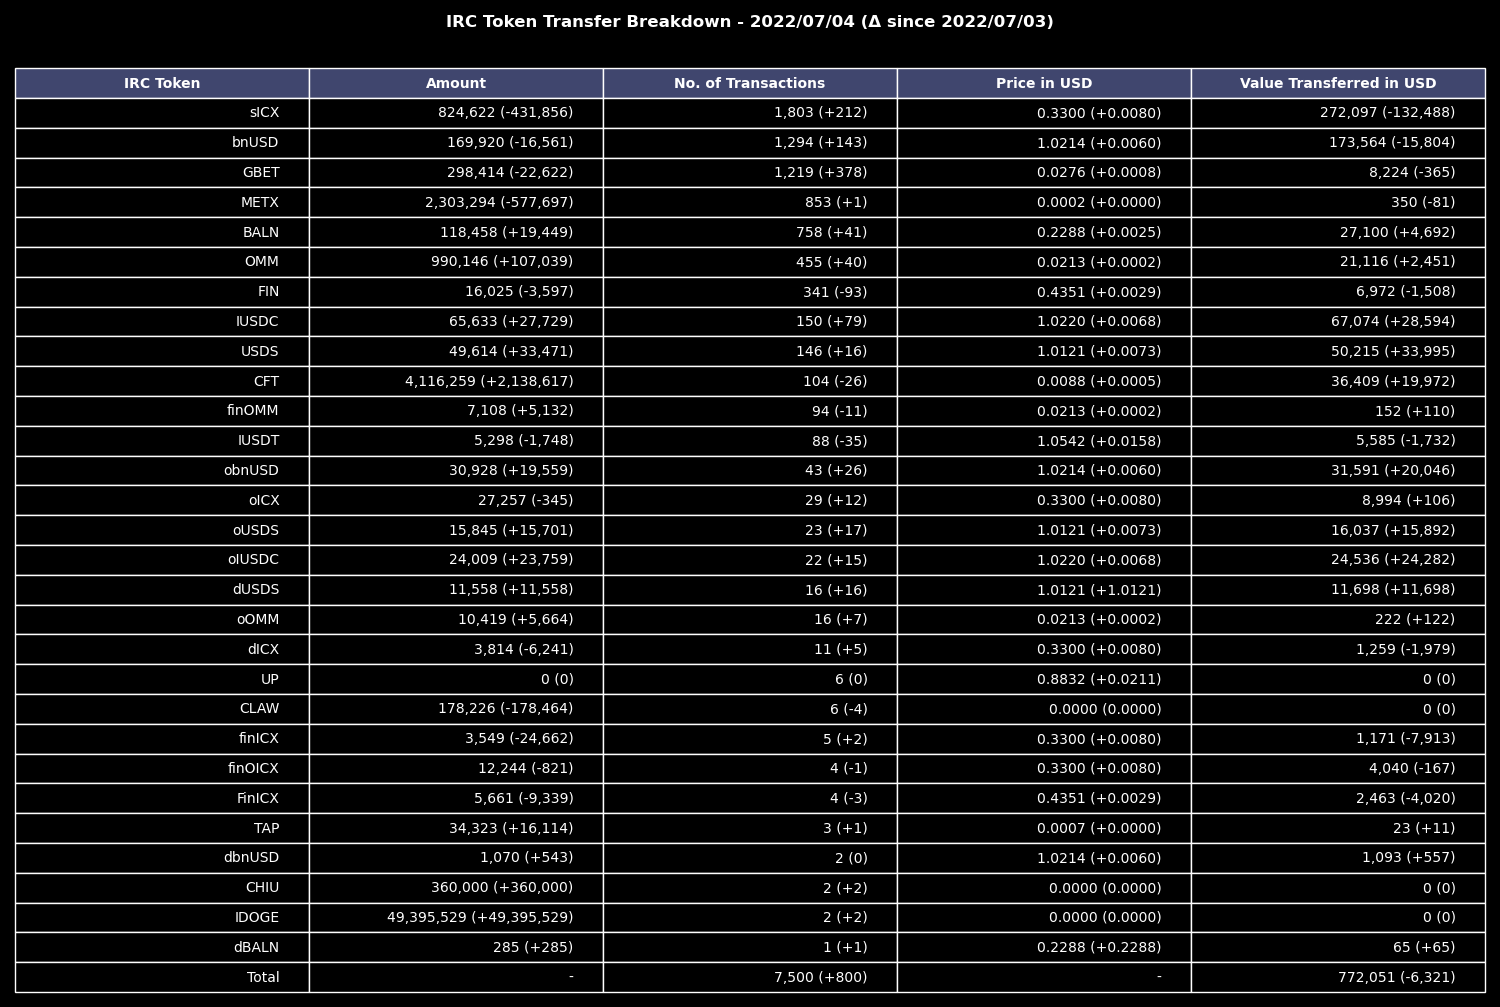 IRC Token Transfer Breakdown - 2022/07/04 (Δ since 2022/07/03)
IRC Token Amount No. of Transactions Price in USD Value Transferred in USD
sICX 824,622 (-431,856) 1,803 (+212) 0.3300 (+0.0080) 272,097 (-132,488)
bnUSD 169,920 (-16,561) 1,294 (+143) 1.0214 (+0.0060) 173,564 (-15,804)
GBET 298,414 (-22,622) 1,219 (+378) 0.0276 (+0.0008) 8,224 (-365)
METX 2,303,294 (-577,697) 853 (+1) 0.0002 (+0.0000) 350 (-81)
BALN 118,458 (+19,449) 758 (+41) 0.2288 (+0.0025) 27,100 (+4,692)
OMM 990,146 (+107,039) 455 (+40) 0.0213 (+0.0002) 21,116 (+2,451)
FIN 16,025 (-3,597) 341 (-93) 0.4351 (+0.0029) 6,972 (-1,508)
IUSDC 65,633 (+27,729) 150 (+79) 1.0220 (+0.0068) 67,074 (+28,594)
USDS 49,614 (+33,471) 146 (+16) 1.0121 (+0.0073) 50,215 (+33,995)
CFT 4,116,259 (+2,138,617) 104 (-26) 0.0088 (+0.0005) 36,409 (+19,972)
finOMM 7,108 (+5,132) 94 (-11) 0.0213 (+0.0002) 152 (+110)
IUSDT 5,298 (-1,748) 88 (-35) 1.0542 (+0.0158) 5,585 (-1,732)
obnUSD 30,928 (+19,559) 43 (+26) 1.0214 (+0.0060) 31,591 (+20,046)
oICX 27,257 (-345) 29 (+12) 0.3300 (+0.0080) 8,994 (+106)
oUSDS 15,845 (+15,701) 23 (+17) 1.0121 (+0.0073) 16,037 (+15,892)
oIUSDC 24,009 (+23,759) 22 (+15) 1.0220 (+0.0068) 24,536 (+24,282)
dUSDS 11,558 (+11,558) 16 (+16) 1.0121 (+1.0121) 11,698 (+11,698)
oOMM 10,419 (+5,664) 16 (+7) 0.0213 (+0.0002) 222 (+122)
dICX 3,814 (-6,241) 11 (+5) 0.3300 (+0.0080) 1,259 (-1,979)
UP 0 (0) 6 (0) 0.8832 (+0.0211) 0 (0)
CLAW 178,226 (-178,464) 6 (-4) 0.0000 (0.0000) 0 (0)
finICX 3,549 (-24,662) 5 (+2) 0.3300 (+0.0080) 1,171 (-7,913)
finOICX 12,244 (-821) 4 (-1) 0.3300 (+0.0080) 4,040 (-167)
FinICX 5,661 (-9,339) 4 (-3) 0.4351 (+0.0029) 2,463 (-4,020)
TAP 34,323 (+16,114) 3 (+1) 0.0007 (+0.0000) 23 (+11)
dbnUSD 1,070 (+543) 2 (0) 1.0214 (+0.0060) 1,093 (+557)
CHIU 360,000 (+360,000) 2 (+2) 0.0000 (0.0000) 0 (0)
IDOGE 49,395,529 (+49,395,529) 2 (+2) 0.0000 (0.0000) 0 (0)
dBALN 285 (+285) 1 (+1) 0.2288 (+0.2288) 65 (+65)
Total - 7,500 (+800) - 772,051 (-6,321)